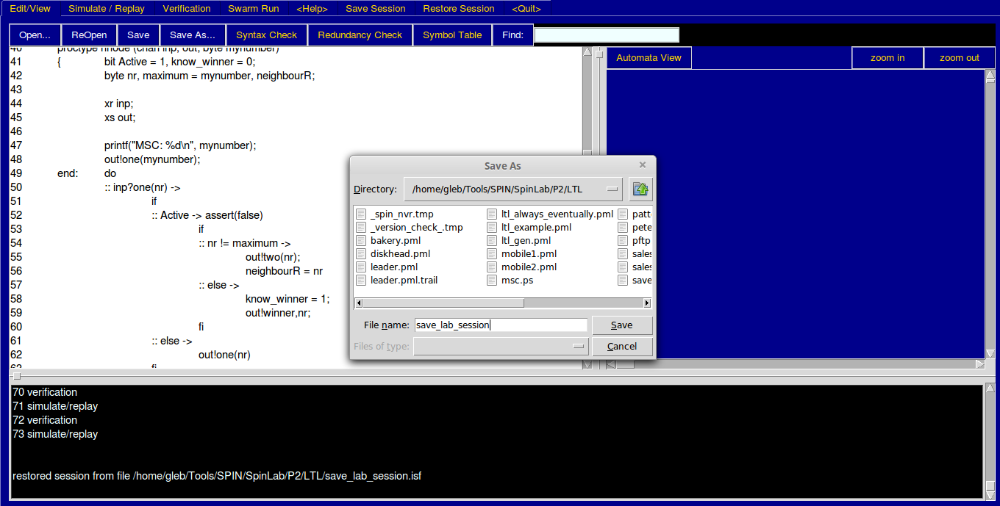 Edit/View Simulate / Replay Verification Swarm Run <Help> Save Session Restore Session <Quit>
Open... ReOpen Save Save As... Syntax Check Redundancy Check Symbol Table Find:
Automata View zoom in zoom out
40 proctype nnode (chan inp, out; byte mynumber)
41 { bit Active = 1, know_winner = 0;
42 byte nr, maximum = mynumber, neighbourR;
43
44 xr inp;
45 xs out;
46
47 printf("MSC: %d\n", mynumber);
48 out!one(mynumber);
49 end: do
50 :: inp?one(nr) ->
51 if
52 :: Active -> assert(false)
53 if
54 :: nr != maximum ->
55 out!two(nr);
56 neighbourR = nr
57 :: else ->
58 know_winner = 1;
59 out!winner,nr;
60 fi
61 :: else ->
62 out!one(nr)
63 fi
Save As
Directory: /home/gleb/Tools/SPIN/SpinLab/P2/LTL
_spin_nvr.tmp ltl_always_eventually.pml patt
_version_check_.tmp ltl_example.pml pete
bakery.pml ltl_gen.pml pftp
diskhead.pml mobile1.pml sales
leader.pml mobile2.pml sales
leader.pml.trail msc.ps save
File name: save_lab_session Save
Files of type: Cancel
70 verification
71 simulate/replay
72 verification
73 simulate/replay
restored session from file /home/gleb/Tools/SPIN/SpinLab/P2/LTL/save_lab_session.isf